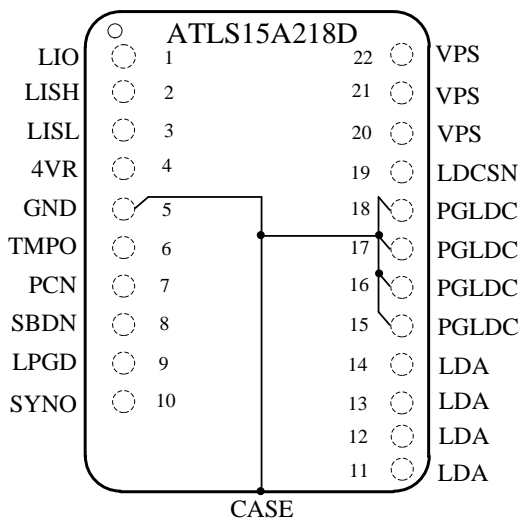 ATLS15A218D
LIO 1 22 VPS
LISH 2 21 VPS
LISL 3 20 VPS
4VR 4 19 LDCSN
GND 5 18 PGLDC
TMPO 6 17 PGLDC
PCN 7 16 PGLDC
SBDN 8 15 PGLDC
LPGD 9 14 LDA
SYNO 10 13 LDA
12 LDA
11 LDA
CASE